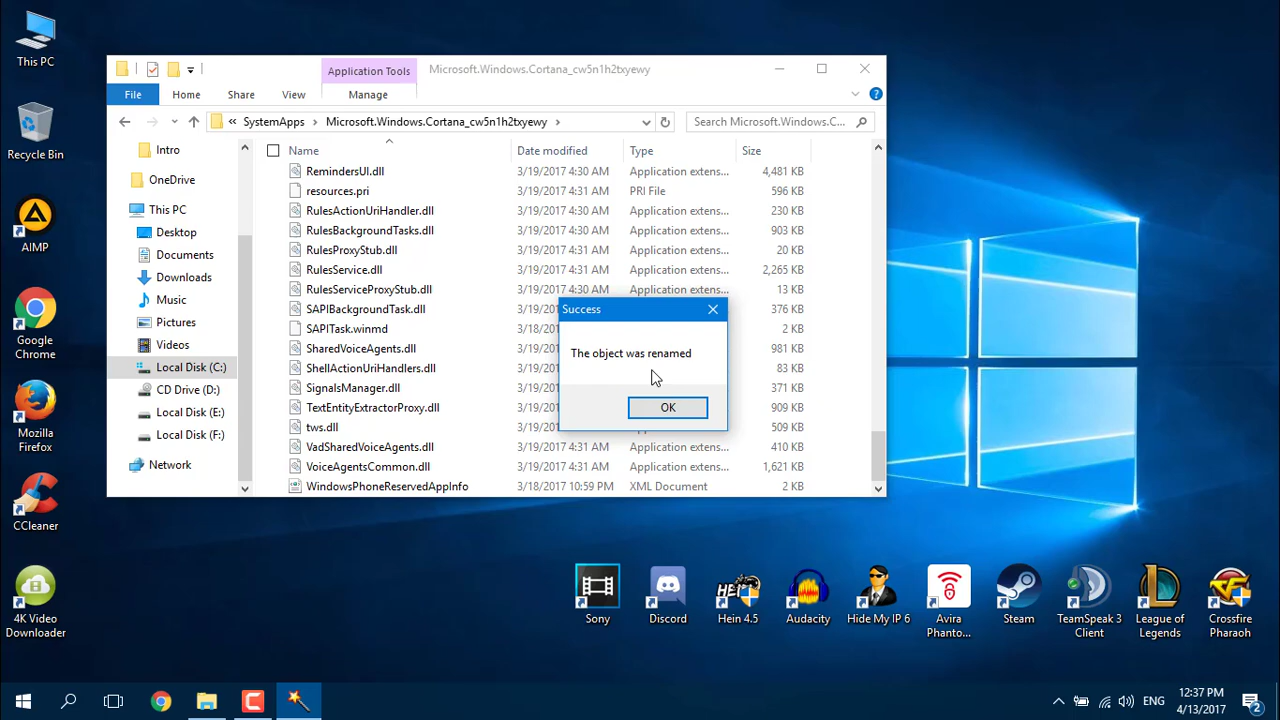 This PC
Recycle Bin
AIMP
Google
Chrome
Mozilla
Firefox
CCleaner
4K Video
Downloader
Application Tools
Microsoft.Windows.Cortana_cw5n1h2txyewy
File
Home
Share
View
Manage
« SystemApps > Microsoft.Windows.Cortana_cw5n1h2txyewy >
Search Microsoft.Windows.C...
Intro
OneDrive
This PC
Desktop
Documents
Downloads
Music
Pictures
Videos
Local Disk (C:)
CD Drive (D:)
Local Disk (E:)
Local Disk (F:)
Network
Name Date modified Type Size
RemindersUI.dll 3/19/2017 4:30 AM Application extens... 4,481 KB
resources.pri 3/19/2017 4:31 AM PRI File 596 KB
RulesActionUriHandler.dll 3/19/2017 4:30 AM Application extens... 230 KB
RulesBackgroundTasks.dll 3/19/2017 4:30 AM Application extens... 903 KB
RulesProxyStub.dll 3/19/2017 4:31 AM Application extens... 20 KB
RulesService.dll 3/19/2017 4:31 AM Application extens... 2,265 KB
RulesServiceProxyStub.dll 3/19/2017 4:30 AM Application extens... 13 KB
SAPIBackgroundTask.dll 376 KB
SAPITask.winmd 2 KB
SharedVoiceAgents.dll 981 KB
ShellActionUriHandlers.dll 83 KB
SignalsManager.dll 371 KB
TextEntityExtractorProxy.dll 909 KB
tws.dll 509 KB
VadSharedVoiceAgents.dll 3/19/2017 4:31 AM Application extens... 410 KB
VoiceAgentsCommon.dll 3/19/2017 4:31 AM Application extens... 1,621 KB
WindowsPhoneReservedAppInfo 3/18/2017 10:59 PM XML Document 2 KB
Success
The object was renamed
OK
Sony
Discord
Hein 4.5
Audacity
Hide My IP 6
Avira
Phanto...
Steam
TeamSpeak 3
Client
League of
Legends
Crossfire
Pharaoh
ENG
12:37 PM
4/13/2017
2